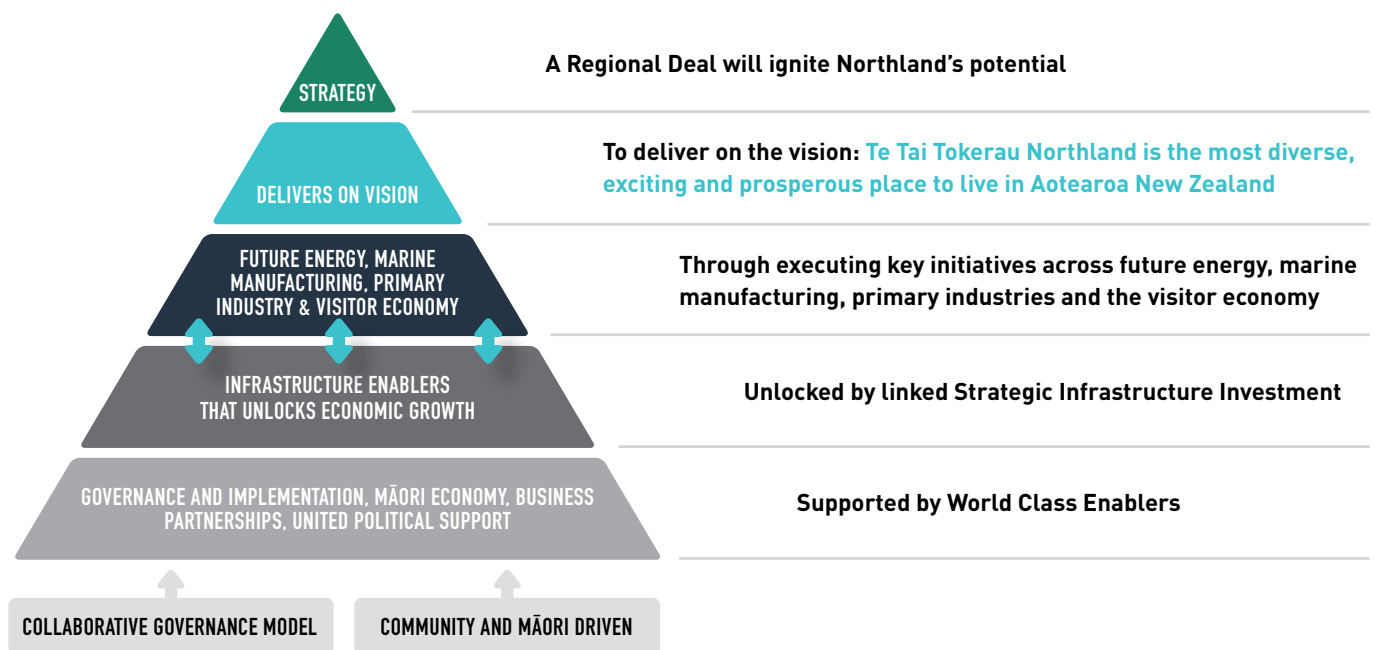 STRATEGY
A Regional Deal will ignite Northland's potential
DELIVERS ON VISION
To deliver on the vision: Te Tai Tokerau Northland is the most diverse,
exciting and prosperous place to live in Aotearoa New Zealand
FUTURE ENERGY, MARINE
MANUFACTURING, PRIMARY
INDUSTRY & VISITOR ECONOMY
Through executing key initiatives across future energy, marine
manufacturing, primary industries and the visitor economy
INFRASTRUCTURE ENABLERS
THAT UNLOCKS ECONOMIC GROWTH
Unlocked by linked Strategic Infrastructure Investment
GOVERNANCE AND IMPLEMENTATION, MĀORI ECONOMY, BUSINESS
PARTNERSHIPS, UNITED POLITICAL SUPPORT
Supported by World Class Enablers
COLLABORATIVE GOVERNANCE MODEL
COMMUNITY AND MĀORI DRIVEN